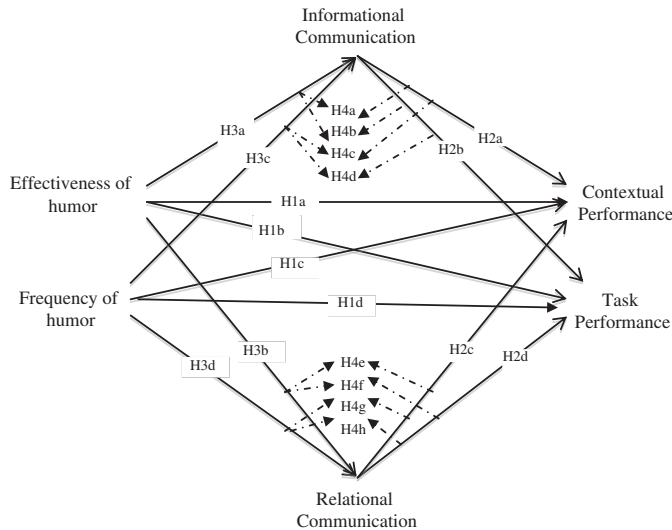 Informational
Communication
H3a
H4a
H4b
H4c
H4d
H3c
H2b
H2a
Effectiveness of
humor
H1a
H1b
Contextual
Performance
H1c
Frequency of
humor
H1d
Task
Performance
H3d
H3b
H2c
H2d
H4e
H4f
H4g
H4h
Relational
Communication